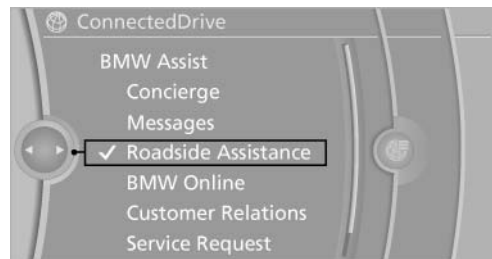 ConnectedDrive
BMW Assist
Concierge
Messages
Roadside Assistance
BMW Online
Customer Relations
Service Request